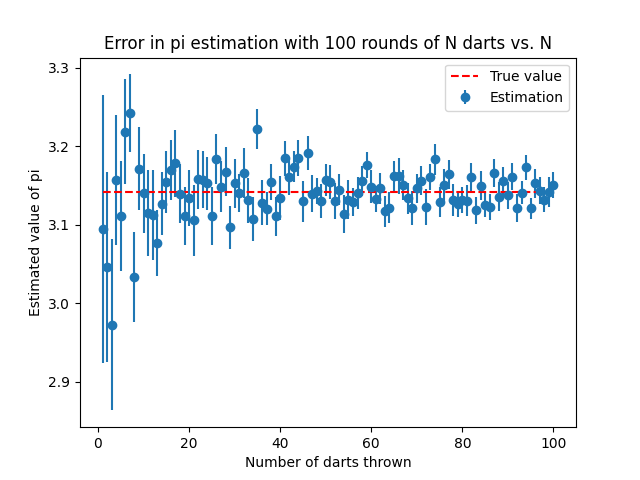 Error in pi estimation with 100 rounds of N darts vs. N
3.3
3.2
3.1
3.0
2.9
Estimated value of pi
True value
Estimation
0 20 40 60 80 100
Number of darts thrown